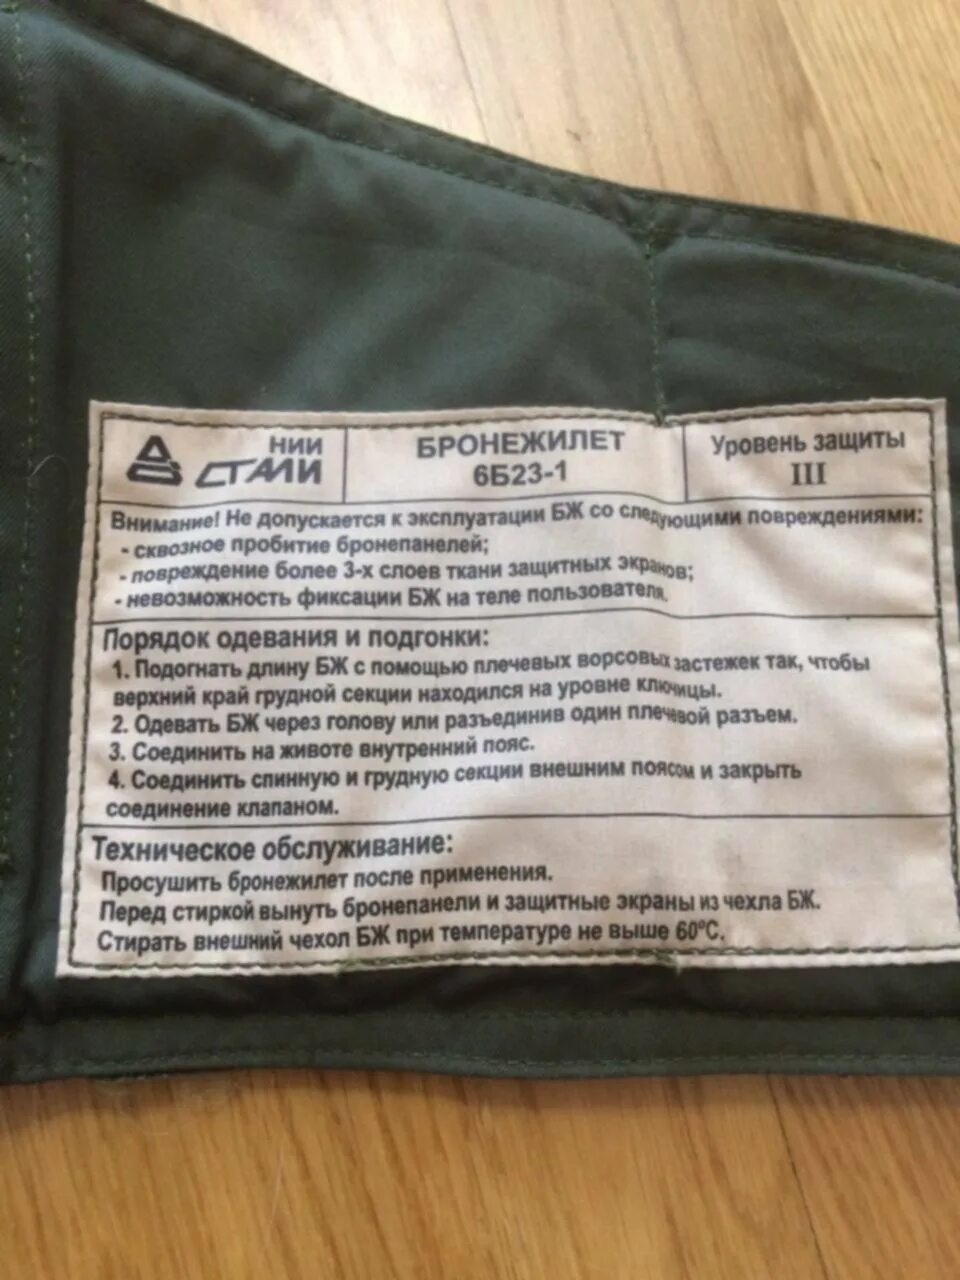 НИИ
СТАЛИ
БРОНЕЖИЛЕТ
6Б23-1
Уровень защиты
III
Внимание! Не допускается к эксплуатации БЖ со следующими повреждениями:
- сквозное пробитие бронепанелей;
- повреждение более 3-х слоев ткани защитных экранов;
- невозможность фиксации БЖ на теле пользователя.
Порядок одевания и подгонки:
1. Подогнать длину БЖ с помощью плечевых ворсовых застежек так, чтобы
верхний край грудной секции находился на уровне ключицы.
2. Одевать БЖ через голову или разъединив один плечевой разъем.
3. Соединить на животе внутренний пояс.
4. Соединить спинную и грудную секции внешним поясом и закрыть
соединение клапаном.
Техническое обслуживание:
Просушить бронежилет после применения.
Перед стиркой вынуть бронепанели и защитные экраны из чехла БЖ.
Стирать внешний чехол БЖ при температуре не выше 60°С.